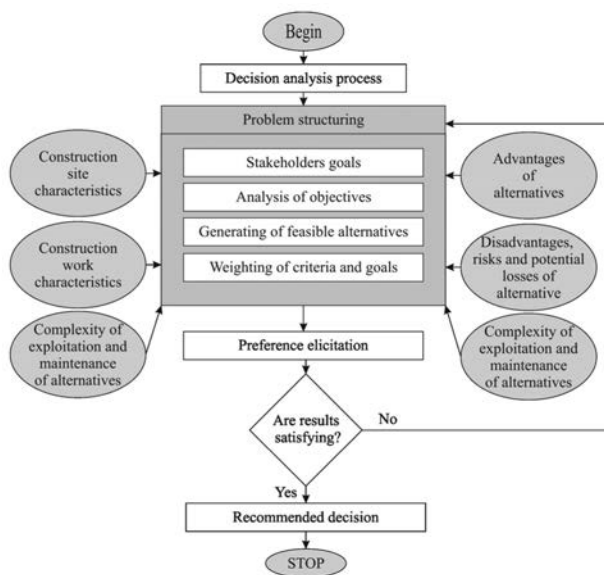 Begin
Decision analysis process
Problem structuring
Stakeholders goals
Analysis of objectives
Generating of feasible alternatives
Weighting of criteria and goals
Construction
site
characteristics
Construction
work
characteristics
Complexity of
exploitation and
maintenance
of alternatives
Advantages
of
alternatives
Disadvantages,
risks and potential
losses of
alternative
Complexity of
exploitation and
maintenance
of alternatives
Preference elicitation
Are results
satisfying?
No
Yes
Recommended decision
STOP